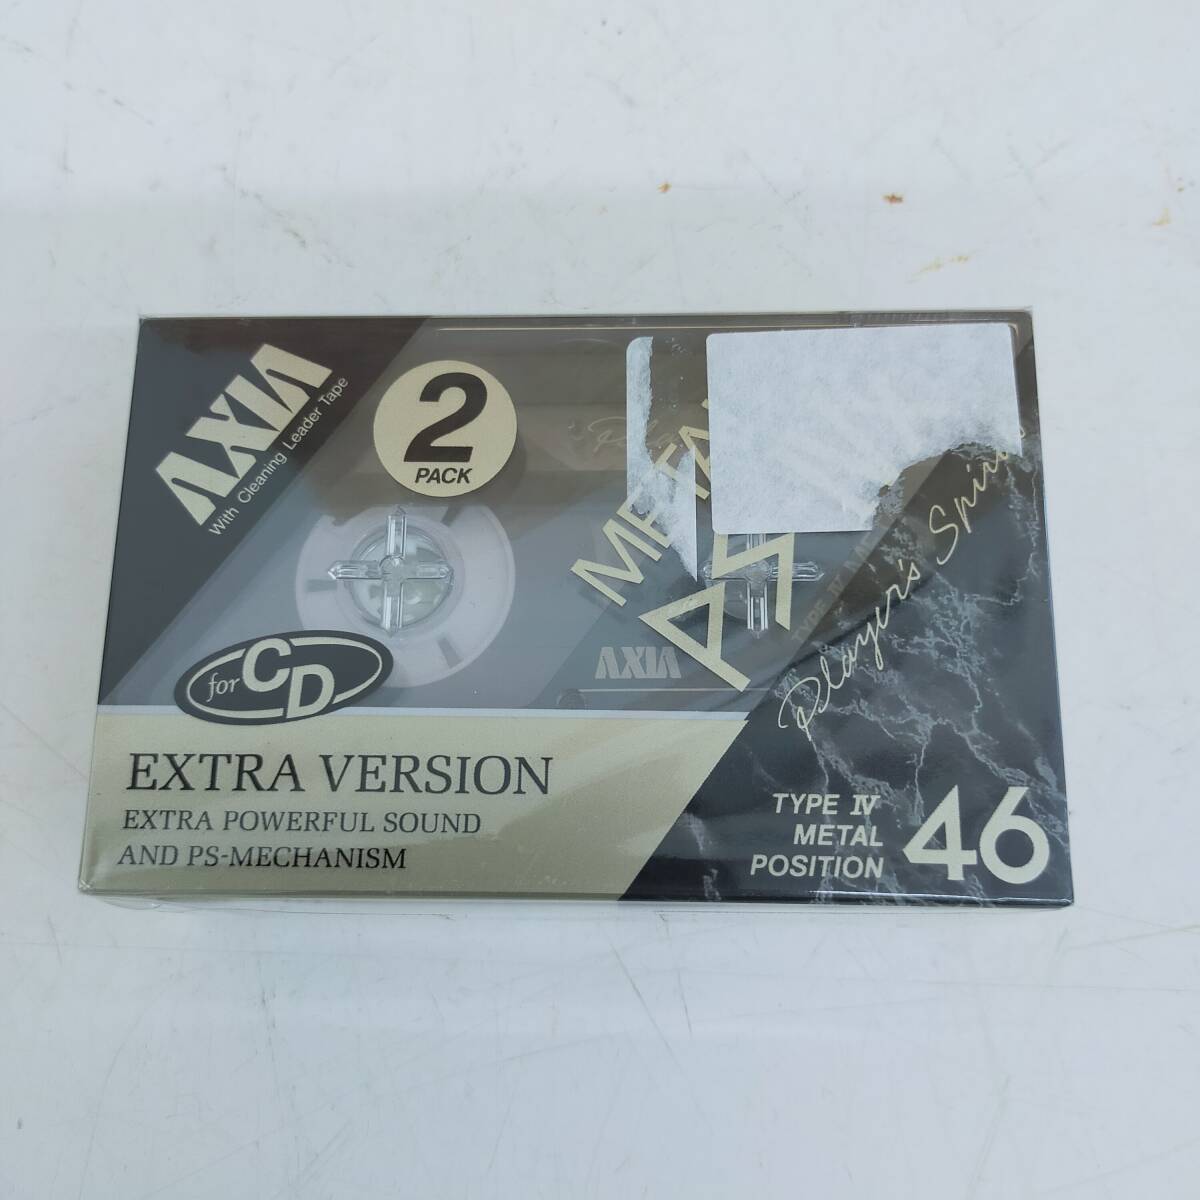 AXIA
With Cleaning Leader Tape
2
PACK
METAL
PS
Player's Spirit
AXIA
for CD
EXTRA VERSION
EXTRA POWERFUL SOUND
AND PS-MECHANISM
TYPE IV
METAL
POSITION
46